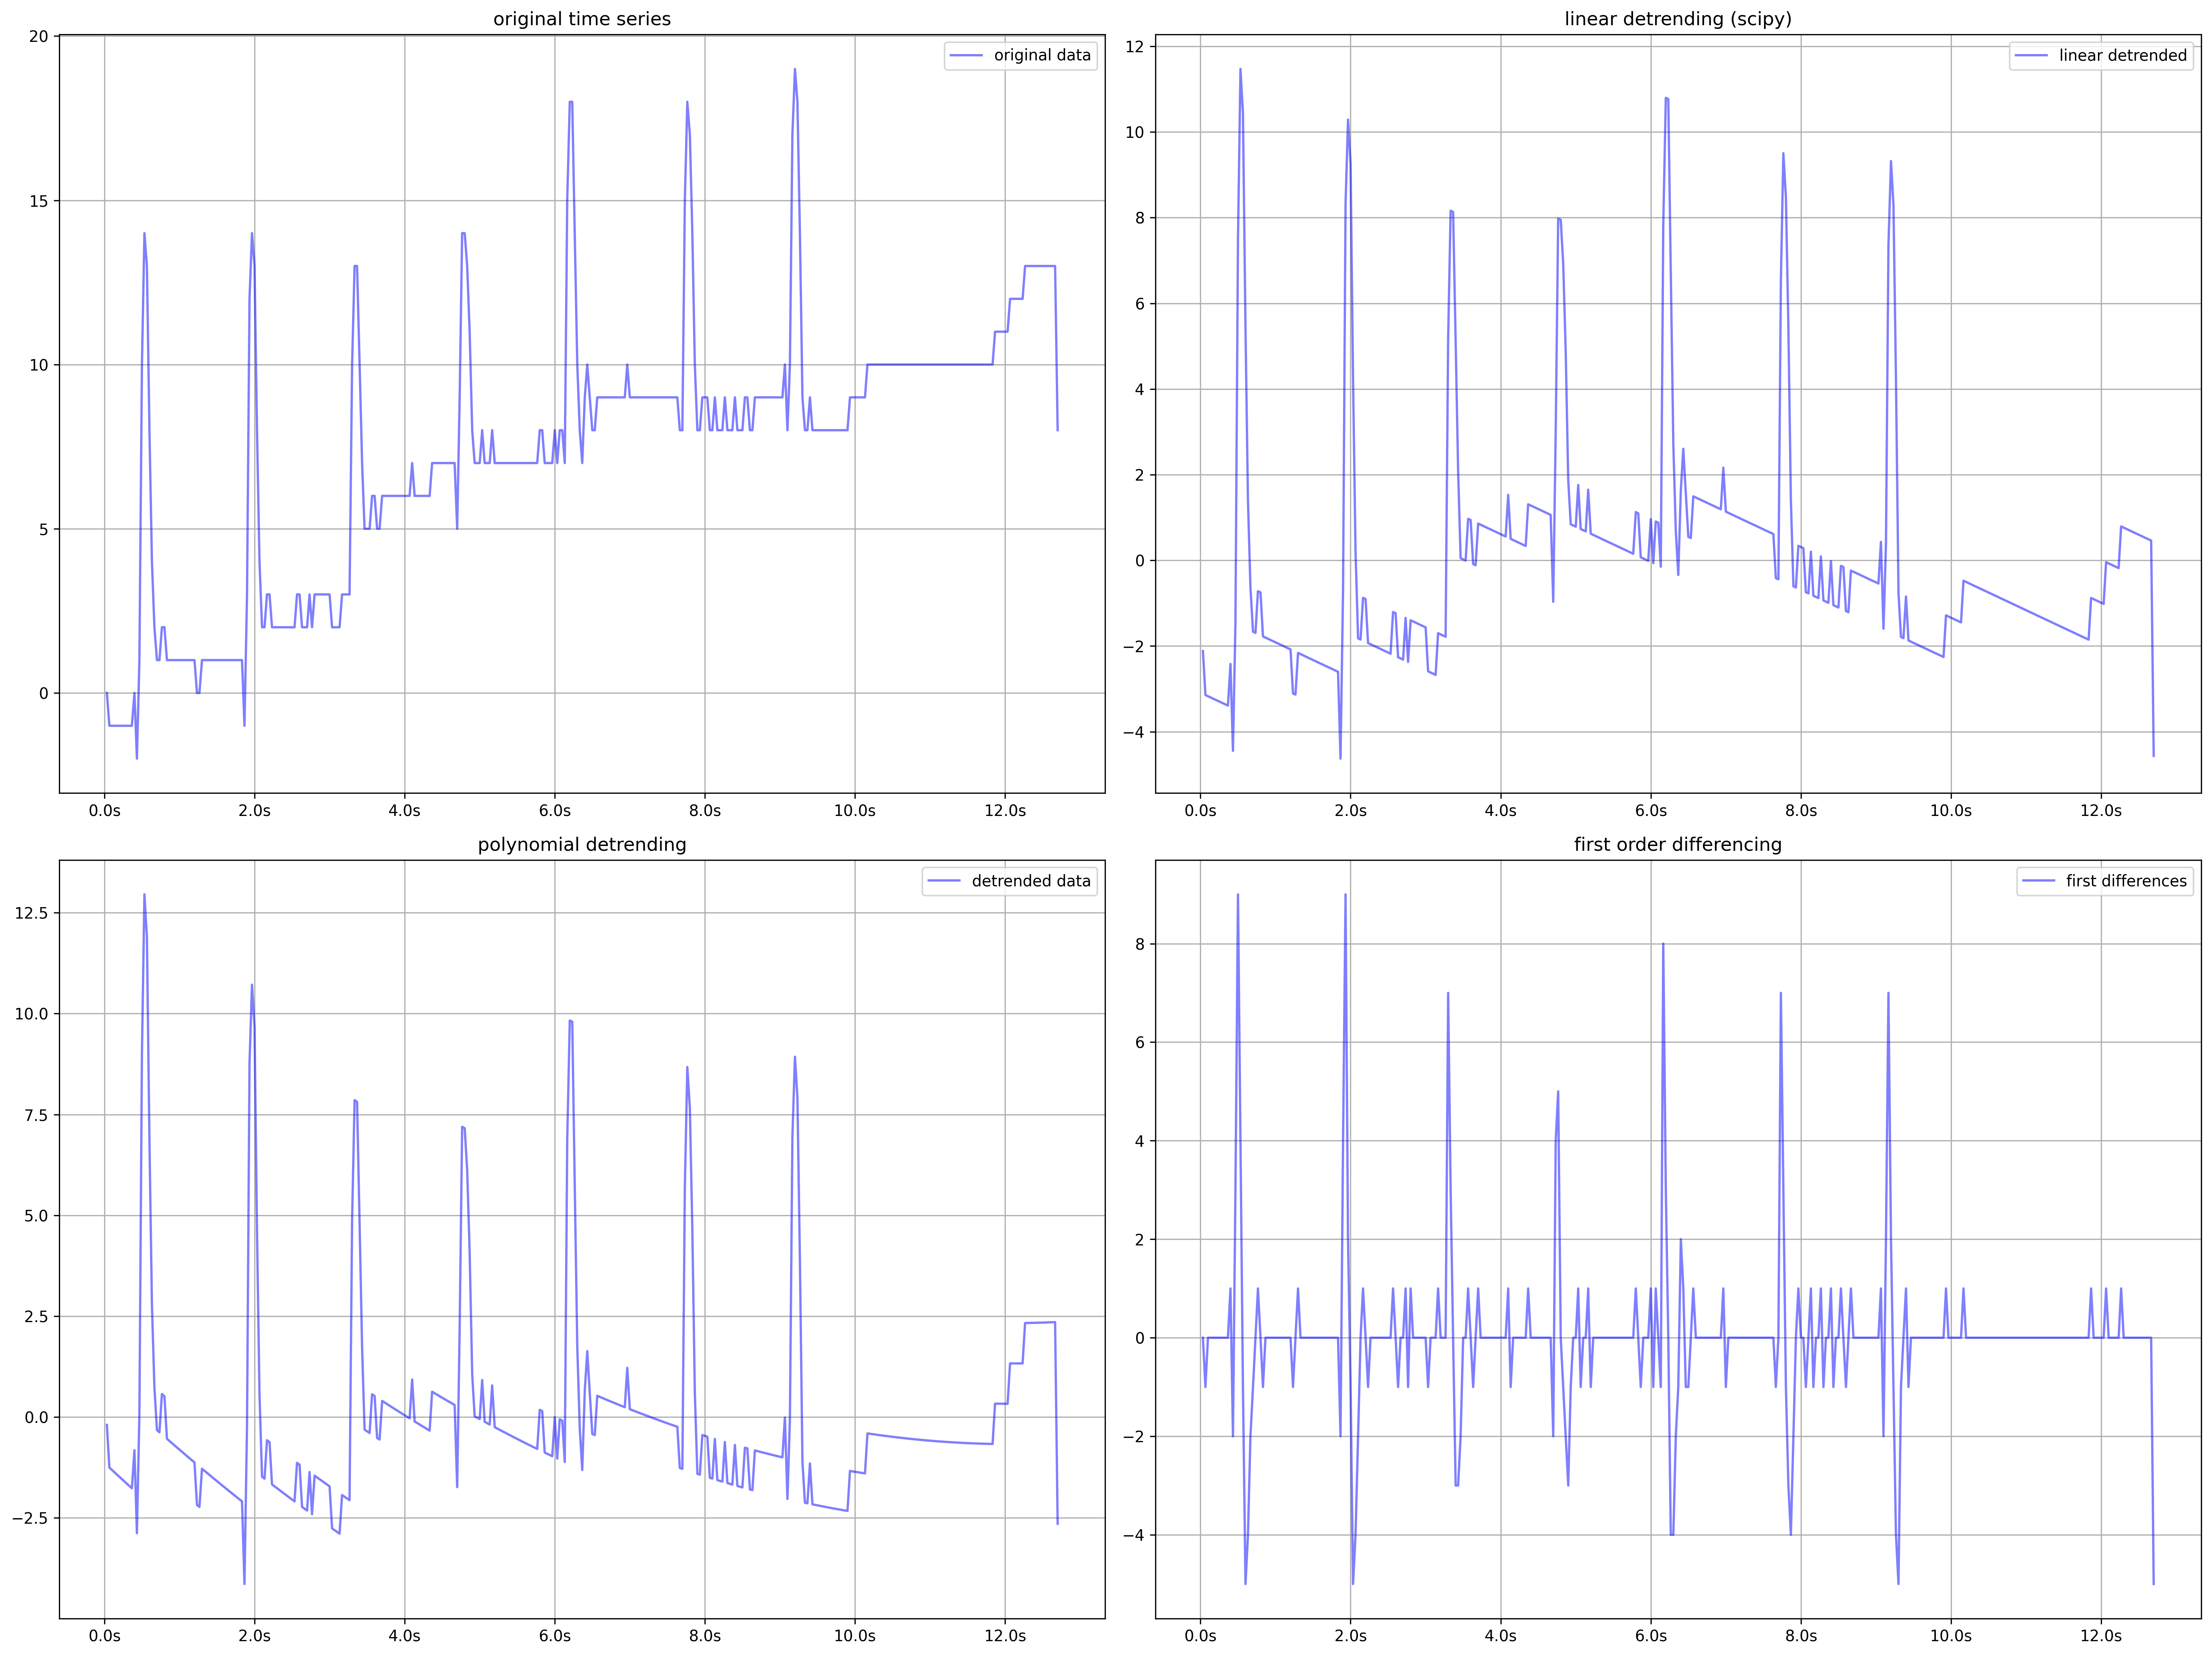 original time series
original data
20
15
10
5
0
0.0s 2.0s 4.0s 6.0s 8.0s 10.0s 12.0s
linear detrending (scipy)
linear detrended
12
10
8
6
4
2
0
−2
−4
0.0s 2.0s 4.0s 6.0s 8.0s 10.0s 12.0s
polynomial detrending
detrended data
12.5
10.0
7.5
5.0
2.5
0.0
−2.5
0.0s 2.0s 4.0s 6.0s 8.0s 10.0s 12.0s
first order differencing
first differences
8
6
4
2
0
−2
−4
0.0s 2.0s 4.0s 6.0s 8.0s 10.0s 12.0s